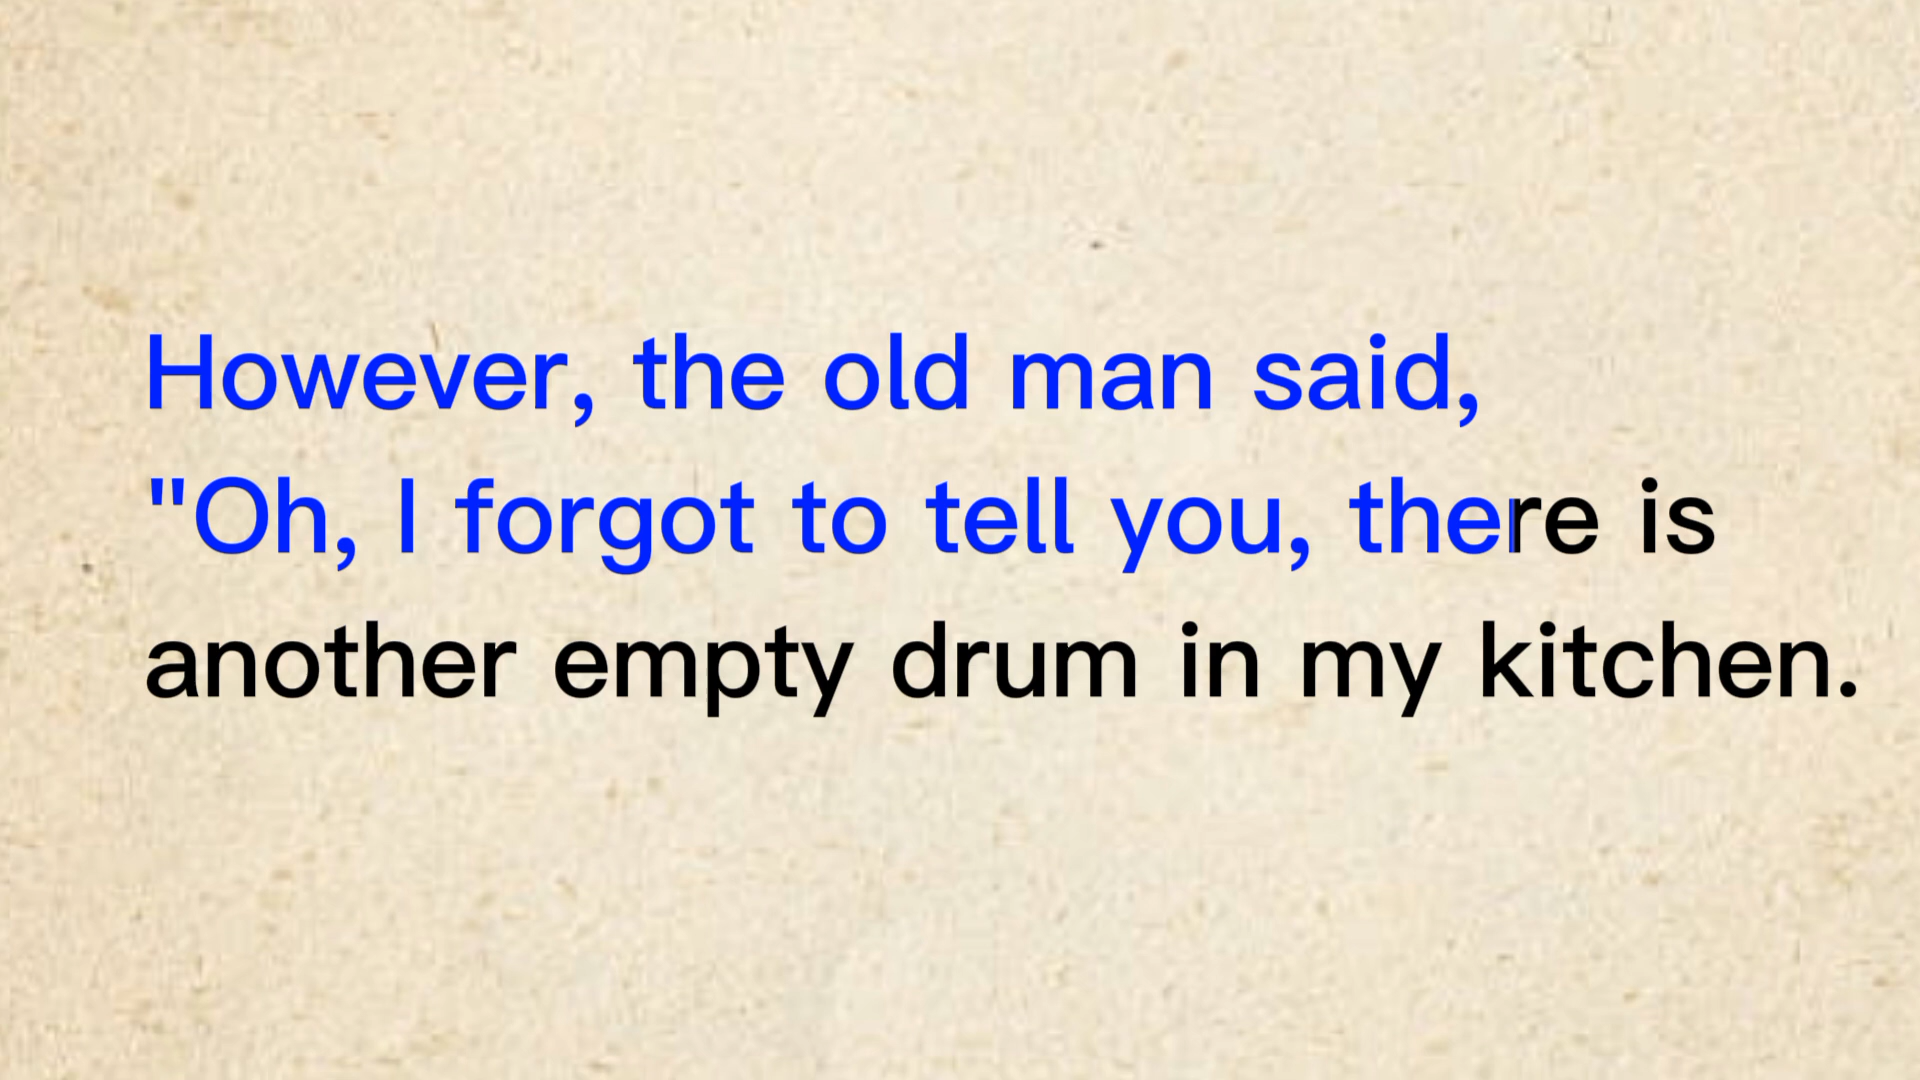 However, the old man said,
"Oh, I forgot to tell you, there is
another empty drum in my kitchen.